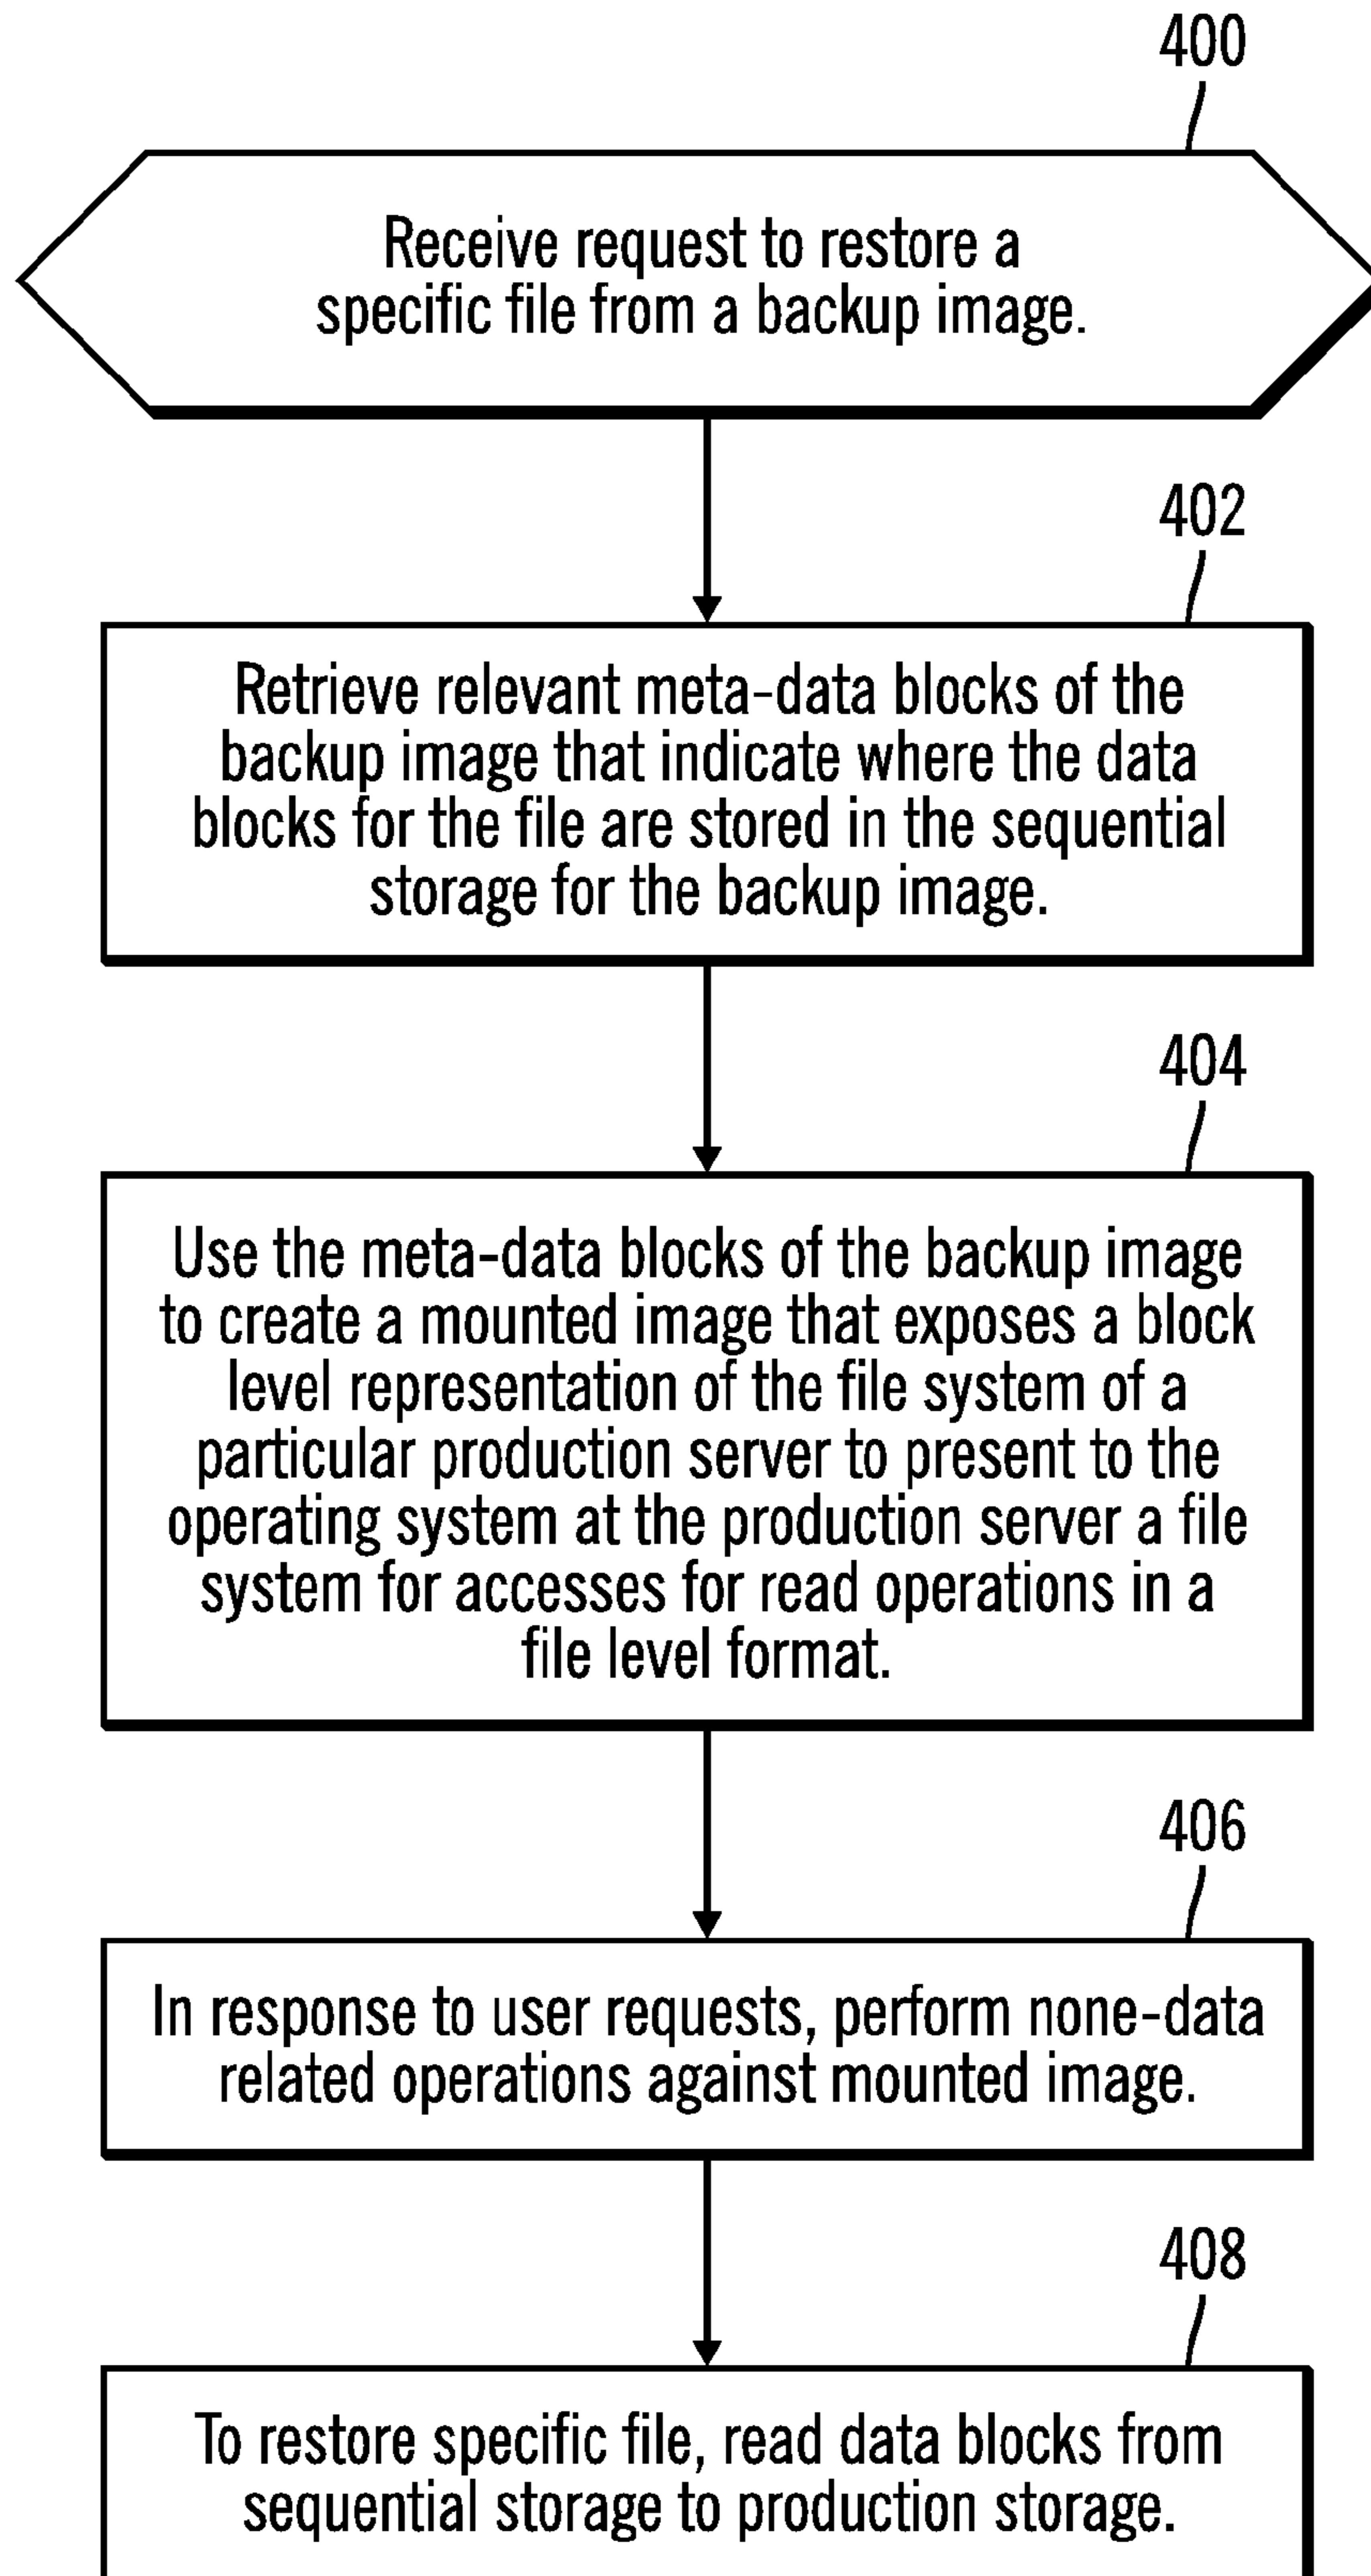 400
Receive request to restore a
specific file from a backup image.
402
Retrieve relevant meta-data blocks of the
backup image that indicate where the data
blocks for the file are stored in the sequential
storage for the backup image.
404
Use the meta-data blocks of the backup image
to create a mounted image that exposes a block
level representation of the file system of a
particular production server to present to the
operating system at the production server a file
system for accesses for read operations in a
file level format.
406
In response to user requests, perform none-data
related operations against mounted image.
408
To restore specific file, read data blocks from
sequential storage to production storage.